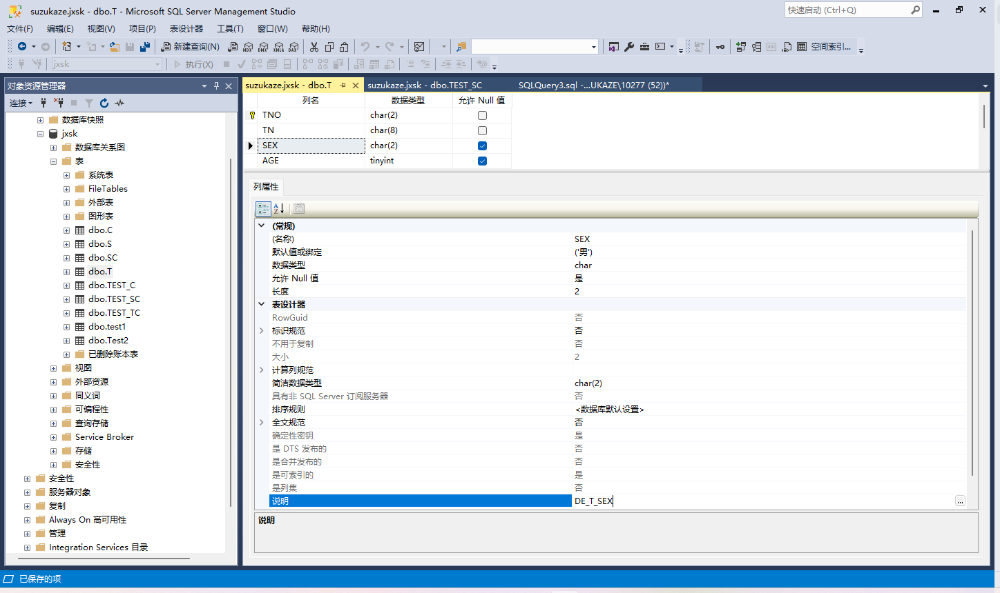 suzukaze.jxsk - dbo.T - Microsoft SQL Server Management Studio
快速启动 (Ctrl+Q)
文件(F) 编辑(E) 视图(V) 项目(P) 表设计器 工具(T) 窗口(W) 帮助(H)
新建查询(N)
MDX DMX XMLA DAX
空间索引...
jxsk
执行(X)
对象资源管理器
连接
数据库快照
jxsk
数据库关系图
表
系统表
FileTables
外部表
图形表
dbo.C
dbo.S
dbo.SC
dbo.T
dbo.TEST_C
dbo.TEST_SC
dbo.TEST_TC
dbo.test1
dbo.Test2
已删除账本表
视图
外部资源
同义词
可编程性
查询存储
Service Broker
存储
安全性
安全性
服务器对象
复制
Always On 高可用性
管理
Integration Services 目录
suzukaze.jxsk - dbo.T
suzukaze.jxsk - dbo.TEST_SC
SQLQuery3.sql -...UKAZE\10277 (52))*
列名 数据类型 允许 Null 值
TNO char(2)
TN char(8)
SEX char(2)
AGE tinyint
列属性
(常规)
(名称) SEX
默认值或绑定 ('男')
数据类型 char
允许 Null 值 是
长度 2
表设计器
RowGuid 否
标识规范 否
不用于复制 否
大小 2
计算列规范
简洁数据类型 char(2)
具有非 SQL Server 订阅服务器 否
排序规则 <数据库默认设置>
全文规范 否
确定性密钥 是
是 DTS 发布的 否
是合并发布的 否
是可索引的 是
是列集 否
说明 DE_T_SEX
...
说明
已保存的项